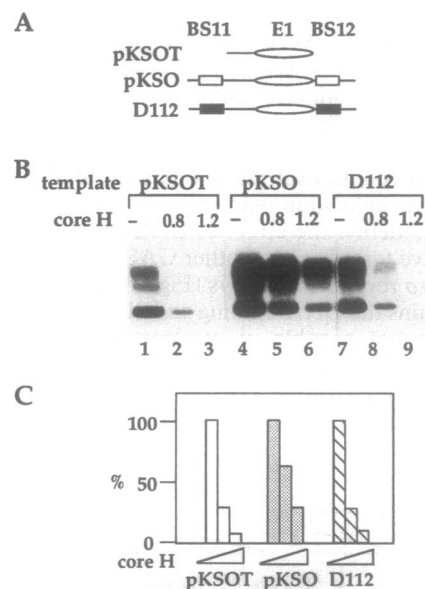 A
BS11 E1 BS12
pKSOT
pKSO
D112
B
template pKSOT pKSO D112
core H – 0.8 1.2 – 0.8 1.2 – 0.8 1.2
1 2 3 4 5 6 7 8 9
C
100
% 50
0
core H
pKSOT pKSO D112